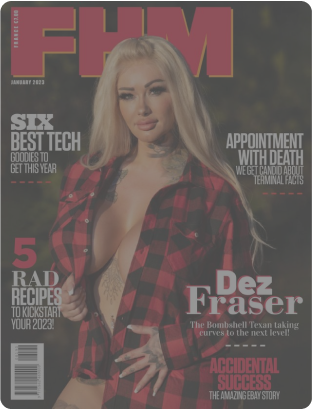 FHM
JANUARY 2023
SIX
BEST TECH
GOODIES TO
GET THIS YEAR
APPOINTMENT
WITH DEATH
WE GET CANDID ABOUT
TERMINAL FACTS
5
RAD
RECIPES
TO KICKSTART
YOUR 2023!
Dez
Fraser
The Bombshell Texan taking
curves to the next level!
ACCIDENTAL
SUCCESS
THE AMAZING EBAY STORY